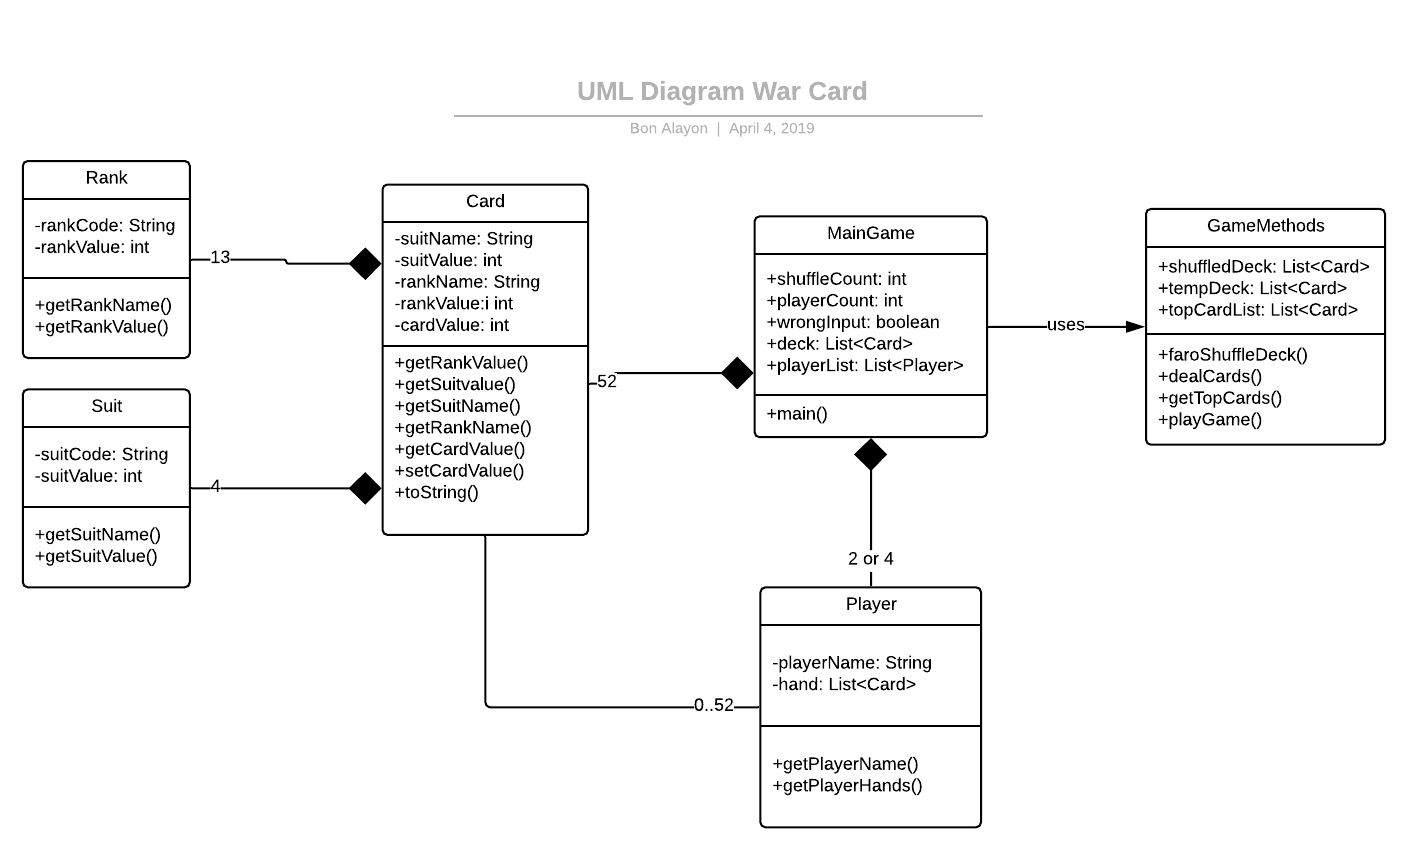 UML Diagram War Card
Bon Alayon | April 4, 2019
Rank
-rankCode: String
-rankValue: int
+getRankName()
+getRankValue()
13
Suit
-suitCode: String
-suitValue: int
+getSuitName()
+getSuitValue()
4
Card
-suitName: String
-suitValue: int
-rankName: String
-rankValue:i int
-cardValue: int
+getRankValue()
+getSuitvalue()
+getSuitName()
+getRankName()
+getCardValue()
+setCardValue()
+toString()
52
MainGame
+shuffleCount: int
+playerCount: int
+wrongInput: boolean
+deck: List<Card>
+playerList: List<Player>
+main()
uses
GameMethods
+shuffledDeck: List<Card>
+tempDeck: List<Card>
+topCardList: List<Card>
+faroShuffleDeck()
+dealCards()
+getTopCards()
+playGame()
2 or 4
Player
-playerName: String
-hand: List<Card>
+getPlayerName()
+getPlayerHands()
0..52